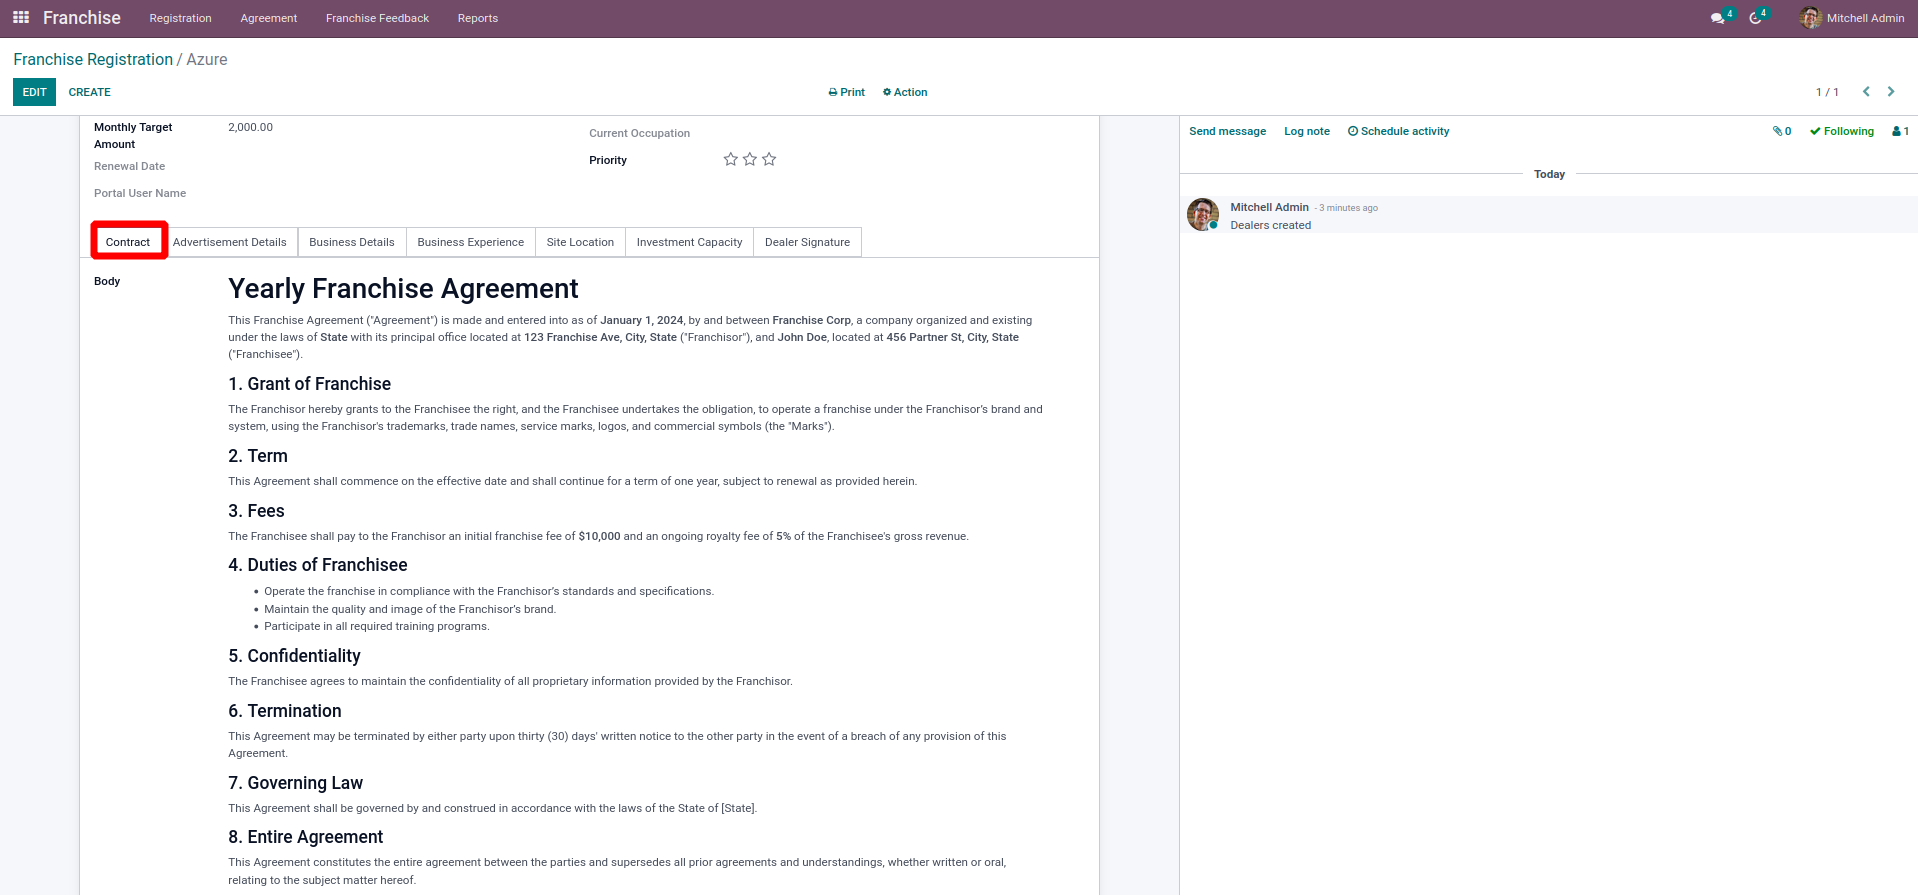 Franchise Registration Agreement Franchise Feedback Reports 4 4 Mitchell Admin
Franchise Registration / Azure
EDIT CREATE Print Action 1 / 1
Monthly Target Amount 2,000.00
Renewal Date
Portal User Name
Current Occupation
Priority
Contract Advertisement Details Business Details Business Experience Site Location Investment Capacity Dealer Signature
Body
Yearly Franchise Agreement
This Franchise Agreement ("Agreement") is made and entered into as of January 1, 2024, by and between Franchise Corp, a company organized and existing
under the laws of State with its principal office located at 123 Franchise Ave, City, State ("Franchisor"), and John Doe, located at 456 Partner St, City, State
("Franchisee").
1. Grant of Franchise
The Franchisor hereby grants to the Franchisee the right, and the Franchisee undertakes the obligation, to operate a franchise under the Franchisor's brand and
system, using the Franchisor's trademarks, trade names, service marks, logos, and commercial symbols (the "Marks").
2. Term
This Agreement shall commence on the effective date and shall continue for a term of one year, subject to renewal as provided herein.
3. Fees
The Franchisee shall pay to the Franchisor an initial franchise fee of $10,000 and an ongoing royalty fee of 5% of the Franchisee's gross revenue.
4. Duties of Franchisee
• Operate the franchise in compliance with the Franchisor's standards and specifications.
• Maintain the quality and image of the Franchisor's brand.
• Participate in all required training programs.
5. Confidentiality
The Franchisee agrees to maintain the confidentiality of all proprietary information provided by the Franchisor.
6. Termination
This Agreement may be terminated by either party upon thirty (30) days' written notice to the other party in the event of a breach of any provision of this
Agreement.
7. Governing Law
This Agreement shall be governed by and construed in accordance with the laws of the State of [State].
8. Entire Agreement
This Agreement constitutes the entire agreement between the parties and supersedes all prior agreements and understandings, whether written or oral,
relating to the subject matter hereof.
Send message Log note Schedule activity 0 Following 1
Today
Mitchell Admin - 3 minutes ago
Dealers created